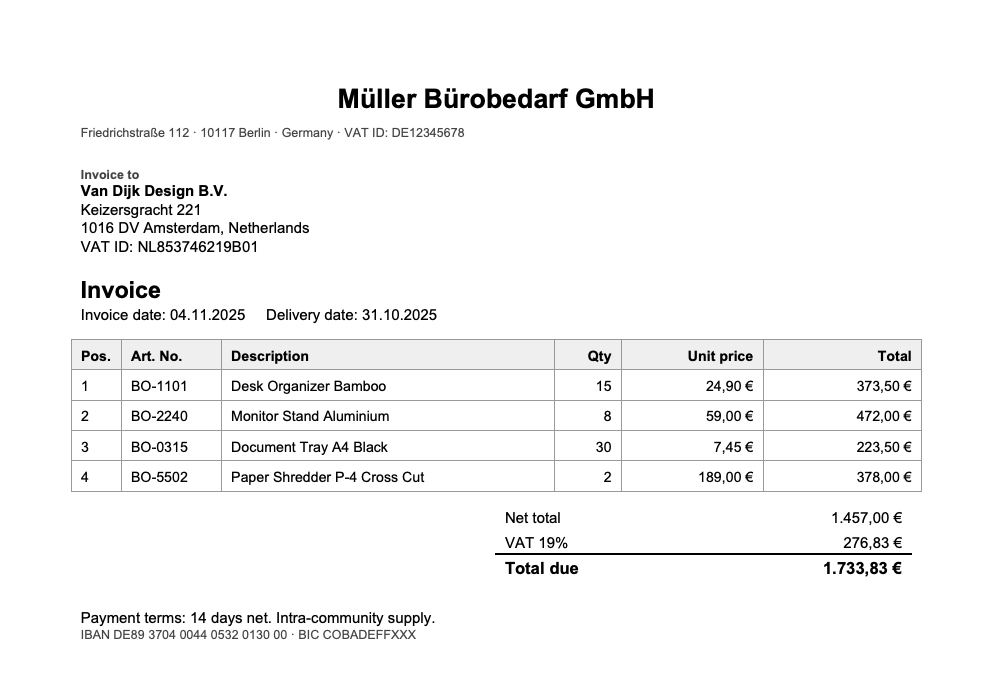 Müller Bürobedarf GmbH
Friedrichstraße 112 · 10117 Berlin · Germany · VAT ID: DE12345678
Invoice to
Van Dijk Design B.V.
Keizersgracht 221
1016 DV Amsterdam, Netherlands
VAT ID: NL853746219B01
Invoice
Invoice date: 04.11.2025 Delivery date: 31.10.2025
Pos. Art. No. Description Qty Unit price Total
1 BO-1101 Desk Organizer Bamboo 15 24,90 € 373,50 €
2 BO-2240 Monitor Stand Aluminium 8 59,00 € 472,00 €
3 BO-0315 Document Tray A4 Black 30 7,45 € 223,50 €
4 BO-5502 Paper Shredder P-4 Cross Cut 2 189,00 € 378,00 €
Net total 1.457,00 €
VAT 19% 276,83 €
Total due 1.733,83 €
Payment terms: 14 days net. Intra-community supply.
IBAN DE89 3704 0044 0532 0130 00 · BIC COBADEFFXXX